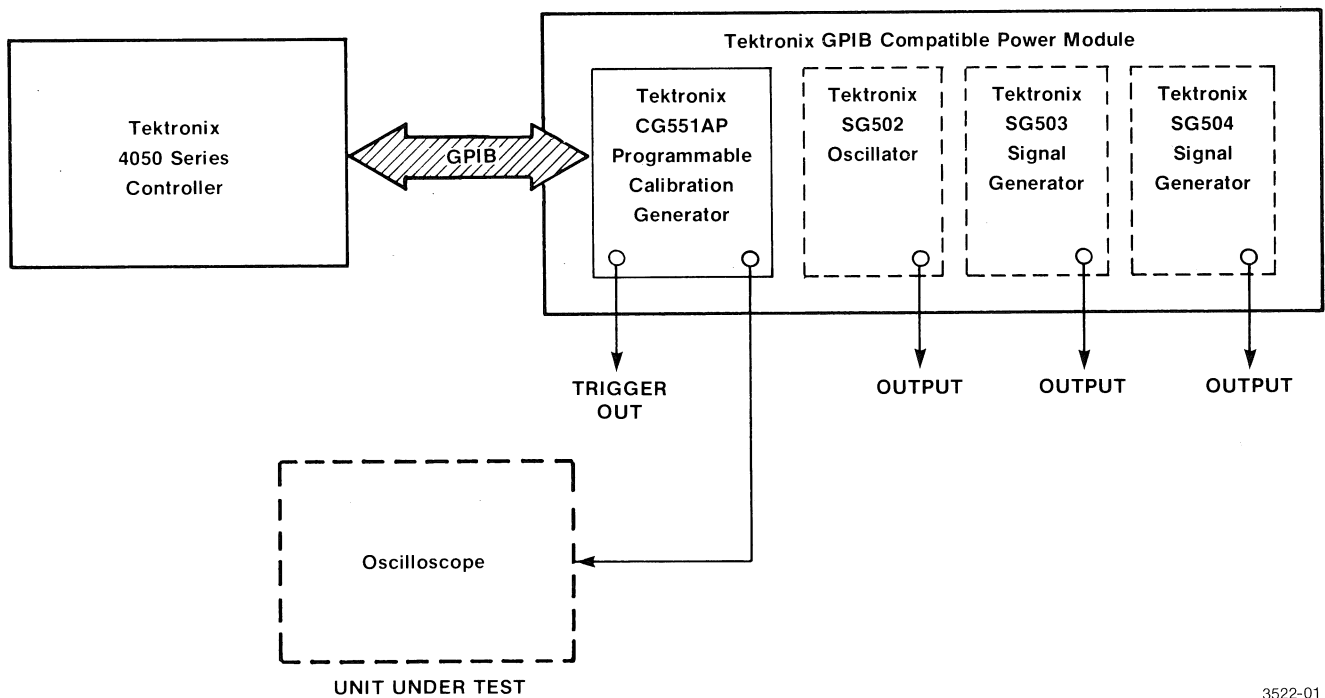 Tektronix GPIB Compatible Power Module
Tektronix
4050 Series
Controller
GPIB
Tektronix
CG551AP
Programmable
Calibration
Generator
Tektronix
SG502
Oscillator
Tektronix
SG503
Signal
Generator
Tektronix
SG504
Signal
Generator
TRIGGER
OUT
OUTPUT
OUTPUT
OUTPUT
Oscilloscope
UNIT UNDER TEST
3522-01